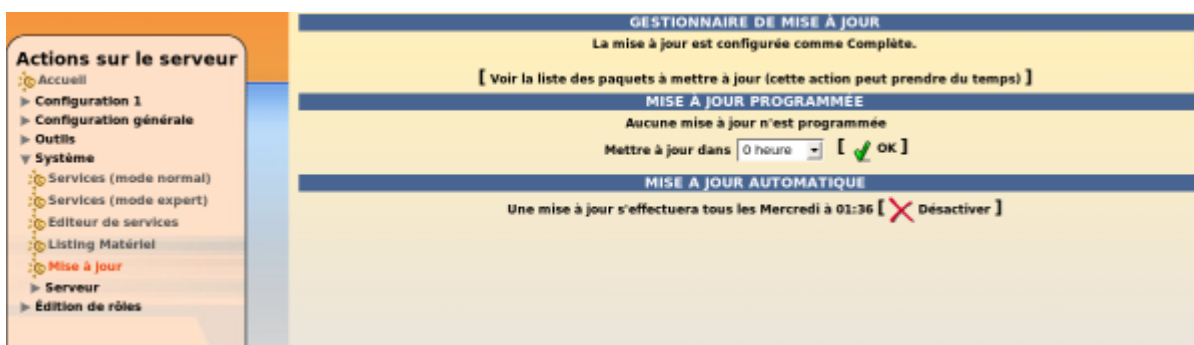 Actions sur le serveur
Accueil
Configuration 1
Configuration générale
Outils
Système
Services (mode normal)
Services (mode expert)
Editeur de services
Listing Matériel
Mise à jour
Serveur
Édition de rôles
GESTIONNAIRE DE MISE À JOUR
La mise à jour est configurée comme Complète.
[ Voir la liste des paquets à mettre à jour (cette action peut prendre du temps) ]
MISE À JOUR PROGRAMMÉE
Aucune mise à jour n'est programmée
Mettre à jour dans 0 heure [ OK ]
MISE A JOUR AUTOMATIQUE
Une mise à jour s'effectuera tous les Mercredi à 01:36 [ Désactiver ]